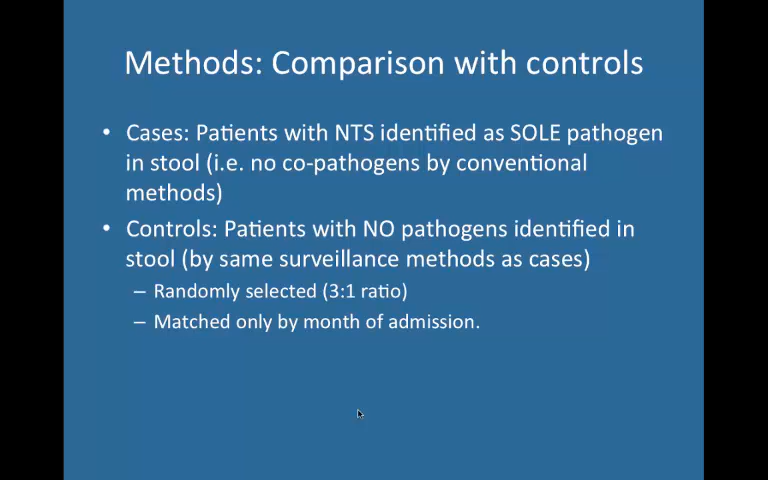 Methods: Comparison with controls
• Cases: Patients with NTS identified as SOLE pathogen
in stool (i.e. no co-pathogens by conventional
methods)
• Controls: Patients with NO pathogens identified in
stool (by same surveillance methods as cases)
– Randomly selected (3:1 ratio)
– Matched only by month of admission.